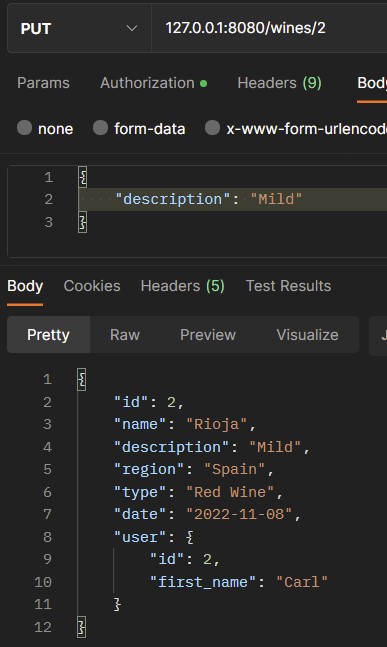 PUT 127.0.0.1:8080/wines/2
Params Authorization Headers (9) Body
none form-data x-www-form-urlencode
1 {
2 "description": "Mild"
3 }
Body Cookies Headers (5) Test Results
Pretty Raw Preview Visualize J
1 {
2 "id": 2,
3 "name": "Rioja",
4 "description": "Mild",
5 "region": "Spain",
6 "type": "Red Wine",
7 "date": "2022-11-08",
8 "user": {
9 "id": 2,
10 "first_name": "Carl"
11 }
12 }